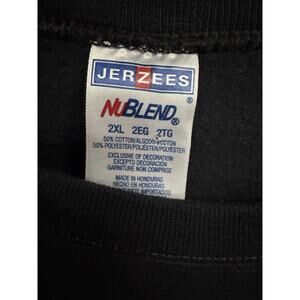 JERZEES
®
NUBLEND®
2XL 2EG 2TG
50% COTTON/ALGODÓN/COTON
50% POLYESTER/POLIÉSTER/POLYESTER
EXCLUSIVE OF DECORATION
EXCEPTO DECORACIÓN
GARNITURE NON COMPRISE
MADE IN HONDURAS
HECHO EN HONDURAS
IMPORTADOS